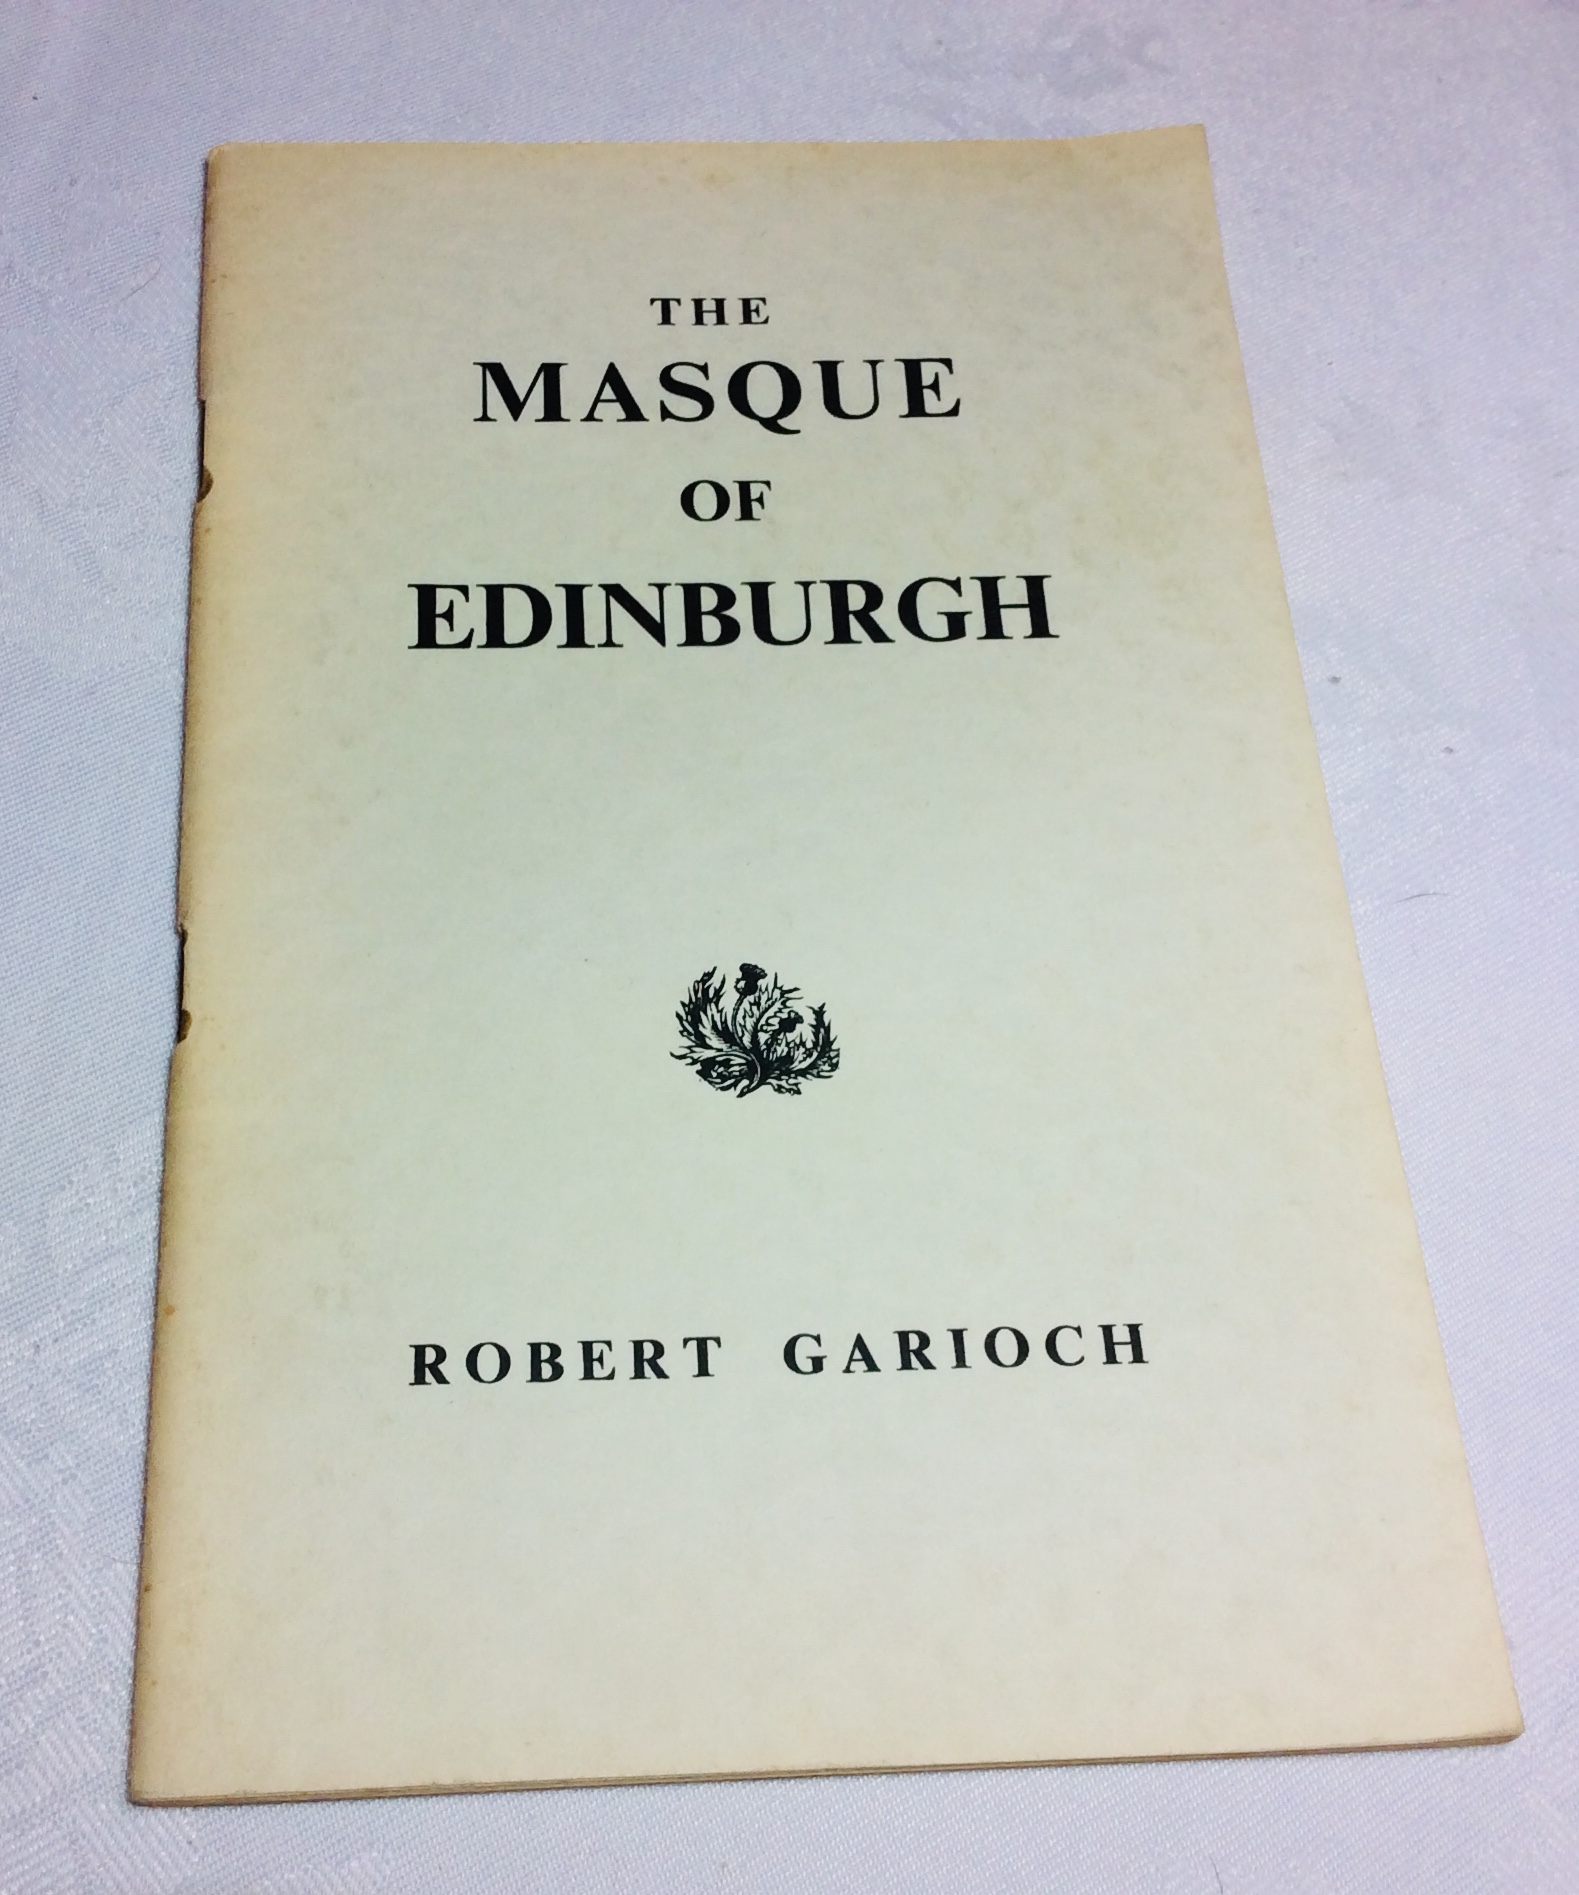 THE
MASQUE
OF
EDINBURGH
ROBERT GARIOCH